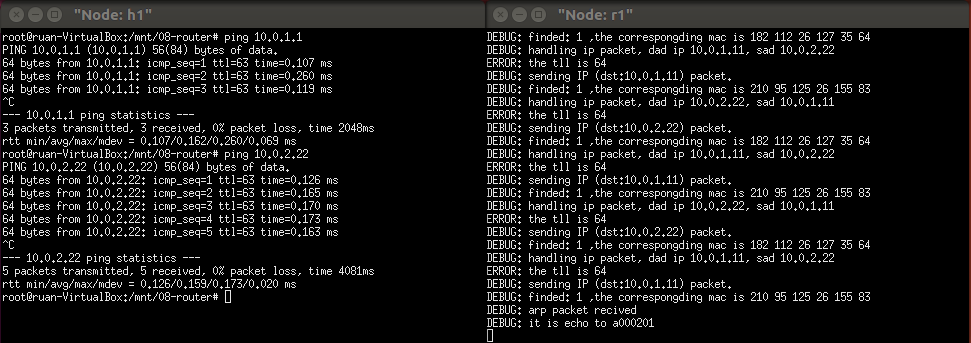 "Node: h1"
root@ruan-VirtualBox:/mnt/08-router# ping 10.0.1.1
PING 10.0.1.1 (10.0.1.1) 56(84) bytes of data.
64 bytes from 10.0.1.1: icmp_seq=1 ttl=63 time=0.107 ms
64 bytes from 10.0.1.1: icmp_seq=2 ttl=63 time=0.260 ms
64 bytes from 10.0.1.1: icmp_seq=3 ttl=63 time=0.119 ms
^C
--- 10.0.1.1 ping statistics ---
3 packets transmitted, 3 received, 0% packet loss, time 2048ms
rtt min/avg/max/mdev = 0.107/0.162/0.260/0.069 ms
root@ruan-VirtualBox:/mnt/08-router# ping 10.0.2.22
PING 10.0.2.22 (10.0.2.22) 56(84) bytes of data.
64 bytes from 10.0.2.22: icmp_seq=1 ttl=63 time=0.126 ms
64 bytes from 10.0.2.22: icmp_seq=2 ttl=63 time=0.165 ms
64 bytes from 10.0.2.22: icmp_seq=3 ttl=63 time=0.170 ms
64 bytes from 10.0.2.22: icmp_seq=4 ttl=63 time=0.173 ms
64 bytes from 10.0.2.22: icmp_seq=5 ttl=63 time=0.163 ms
^C
--- 10.0.2.22 ping statistics ---
5 packets transmitted, 5 received, 0% packet loss, time 4081ms
rtt min/avg/max/mdev = 0.126/0.159/0.173/0.020 ms
root@ruan-VirtualBox:/mnt/08-router#
"Node: r1"
DEBUG: finded: 1 ,the correspongding mac is 182 112 26 127 35 64
DEBUG: handling ip packet, dad ip 10.0.1.11, sad 10.0.2.22
ERROR: the tll is 64
DEBUG: sending IP (dst:10.0.1.11) packet.
DEBUG: finded: 1 ,the correspongding mac is 210 95 125 26 155 83
DEBUG: handling ip packet, dad ip 10.0.2.22, sad 10.0.1.11
ERROR: the tll is 64
DEBUG: sending IP (dst:10.0.2.22) packet.
DEBUG: finded: 1 ,the correspongding mac is 182 112 26 127 35 64
DEBUG: handling ip packet, dad ip 10.0.1.11, sad 10.0.2.22
ERROR: the tll is 64
DEBUG: sending IP (dst:10.0.1.11) packet.
DEBUG: finded: 1 ,the correspongding mac is 210 95 125 26 155 83
DEBUG: handling ip packet, dad ip 10.0.2.22, sad 10.0.1.11
ERROR: the tll is 64
DEBUG: sending IP (dst:10.0.2.22) packet.
DEBUG: finded: 1 ,the correspongding mac is 182 112 26 127 35 64
DEBUG: handling ip packet, dad ip 10.0.1.11, sad 10.0.2.22
ERROR: the tll is 64
DEBUG: sending IP (dst:10.0.1.11) packet.
DEBUG: finded: 1 ,the correspongding mac is 210 95 125 26 155 83
DEBUG: arp packet recived
DEBUG: it is echo to a000201